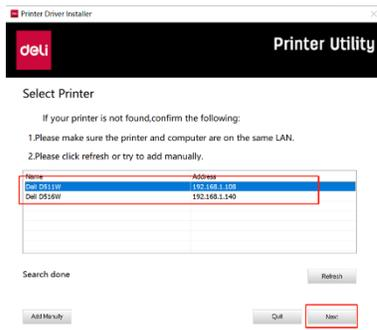 Printer Driver Installer
deli
Printer Utility
Select Printer
If your printer is not found,confirm the following:
1.Please make sure the printer and computer are on the same LAN.
2.Please click refresh or try to add manually.
Name Address
Deli D511W 192.168.1.108
Deli D516W 192.168.1.140
Search done
Refresh
Add Manully
Quit
Next